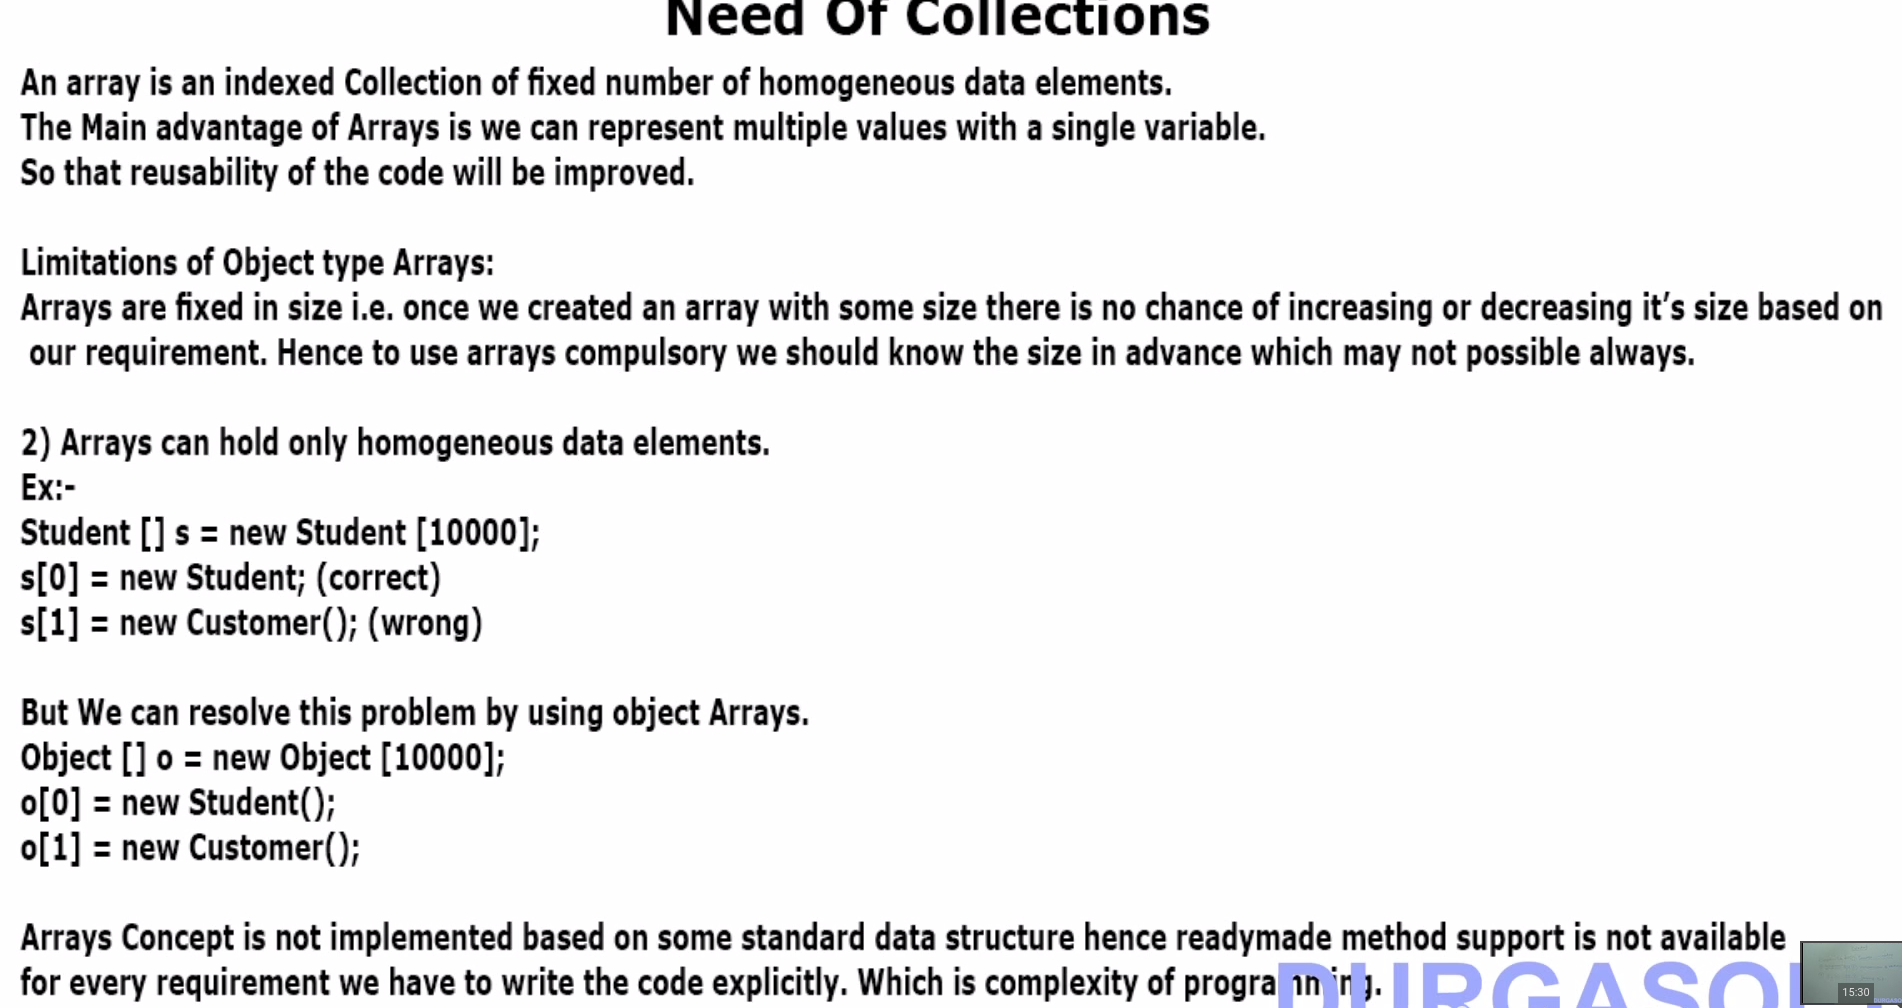 Need Of Collections
An array is an indexed Collection of fixed number of homogeneous data elements.
The Main advantage of Arrays is we can represent multiple values with a single variable.
So that reusability of the code will be improved.
Limitations of Object type Arrays:
Arrays are fixed in size i.e. once we created an array with some size there is no chance of increasing or decreasing it’s size based on
our requirement. Hence to use arrays compulsory we should know the size in advance which may not possible always.
2) Arrays can hold only homogeneous data elements.
Ex:-
Student [] s = new Student [10000];
s[0] = new Student; (correct)
s[1] = new Customer(); (wrong)
But We can resolve this problem by using object Arrays.
Object [] o = new Object [10000];
o[0] = new Student();
o[1] = new Customer();
Arrays Concept is not implemented based on some standard data structure hence readymade method support is not available
for every requirement we have to write the code explicitly. Which is complexity of programming.
15:30